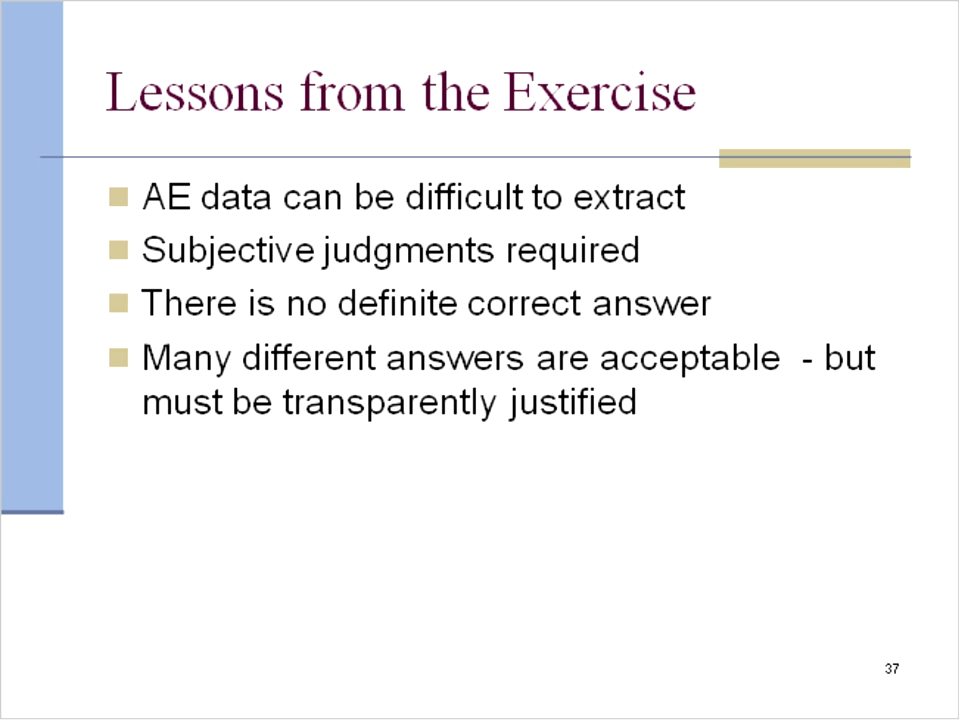 Lessons from the Exercise
AE data can be difficult to extract
Subjective judgments required
There is no definite correct answer
Many different answers are acceptable  - but
must be transparently justified
37